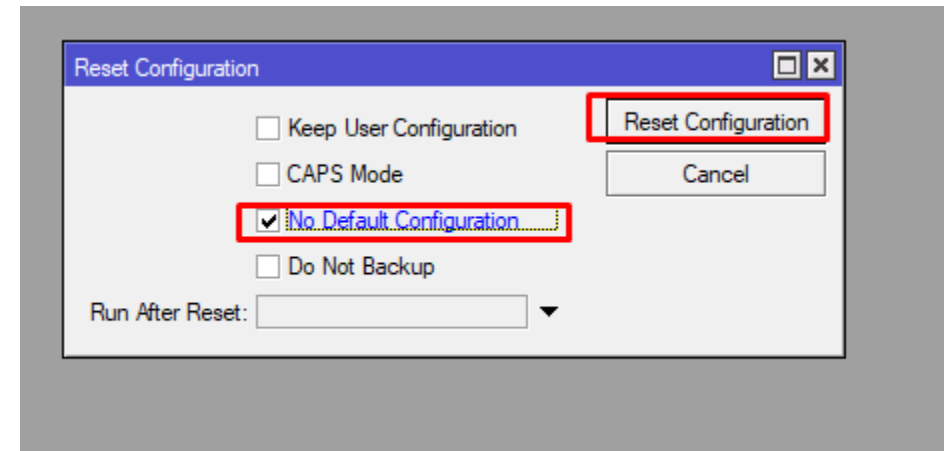 Reset Configuration
Keep User Configuration
Reset Configuration
CAPS Mode
Cancel
No Default Configuration
Do Not Backup
Run After Reset: